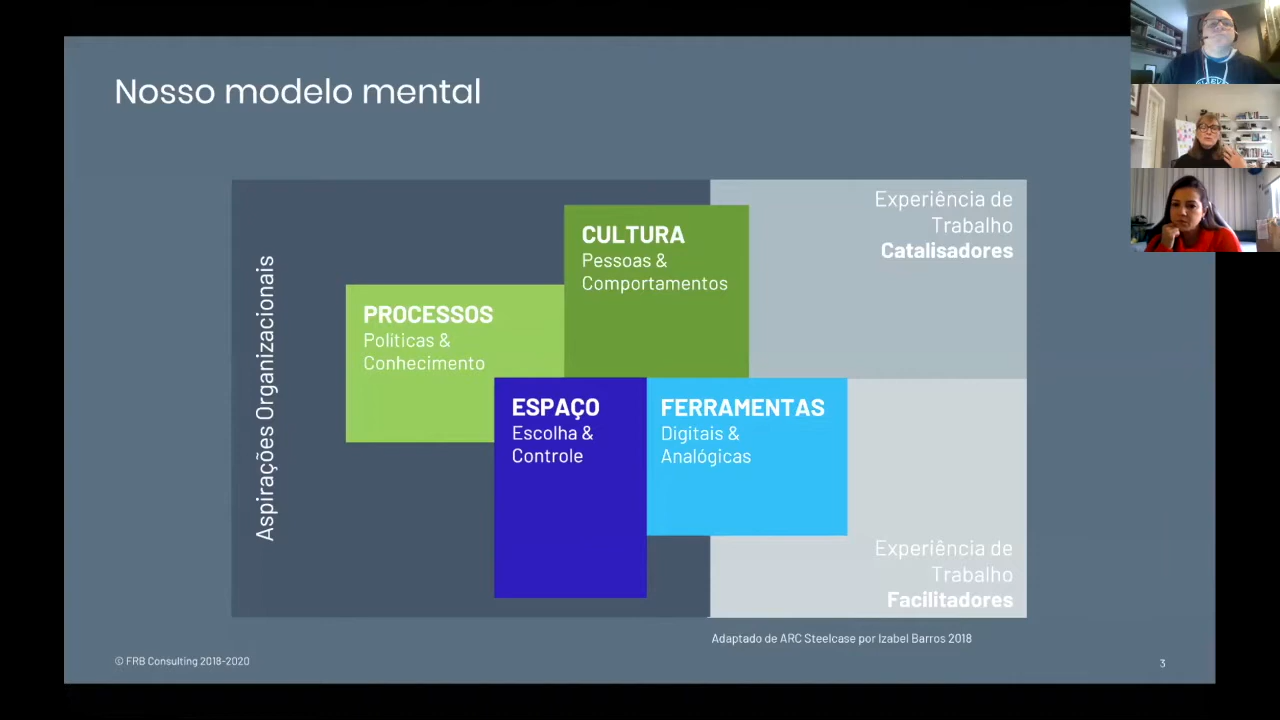 Nosso modelo mental
Aspirações Organizacionais
PROCESSOS
Políticas &
Conhecimento
CULTURA
Pessoas &
Comportamentos
ESPAÇO
Escolha &
Controle
FERRAMENTAS
Digitais &
Analógicas
Experiência de
Trabalho
Catalisadores
Experiência de
Trabalho
Facilitadores
Adaptado de ARC Steelcase por Izabel Barros 2018
© FRB Consulting 2018-2020
3